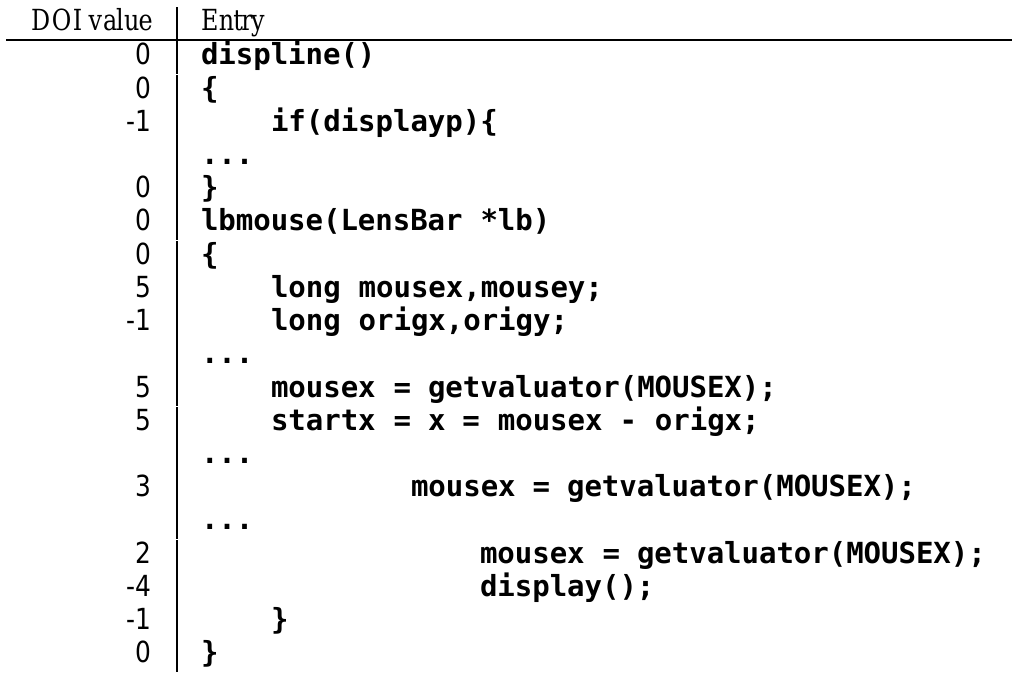 DOI value Entry
0 displine()
0 {
-1 if(displayp){
...
0 }
0 lbmouse(LensBar *lb)
0 {
5 long mousex,mousey;
-1 long origx,origy;
...
5 mousex = getvaluator(MOUSEX);
5 startx = x = mousex - origx;
...
3 mousex = getvaluator(MOUSEX);
...
2 mousex = getvaluator(MOUSEX);
-4 display();
-1 }
0 }